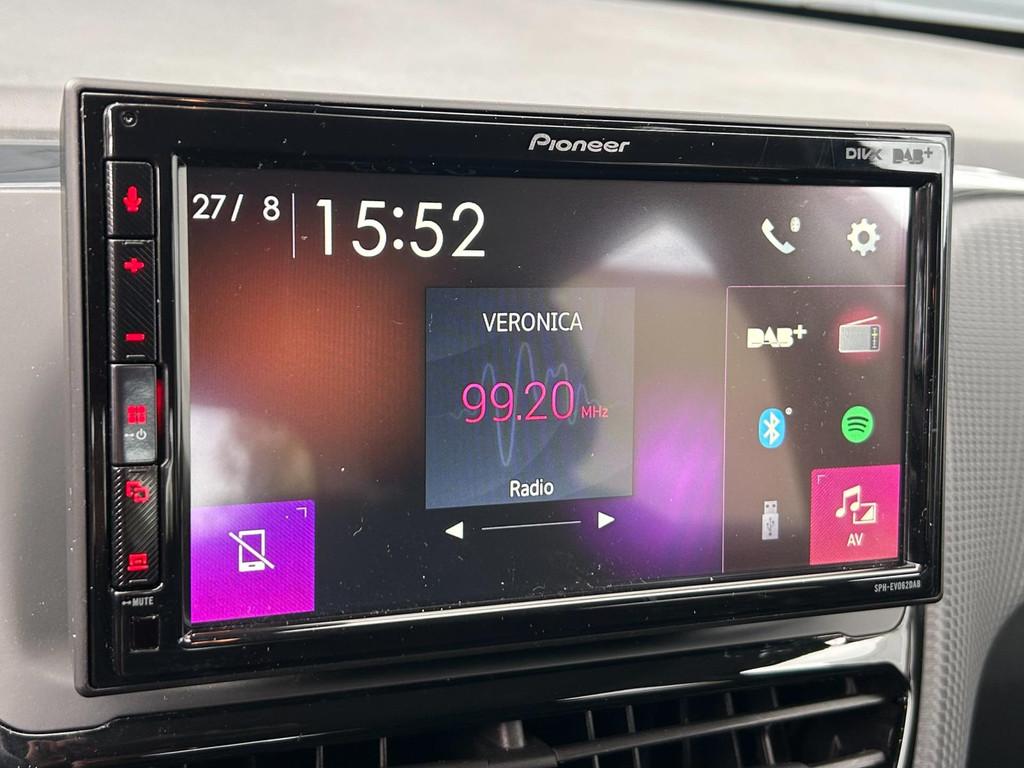 Pioneer
DIVX DAB+
27/ 8 15:52
VERONICA
99.20 MHz
Radio
DAB+
AV
MUTE
SPH-EVO62DAB